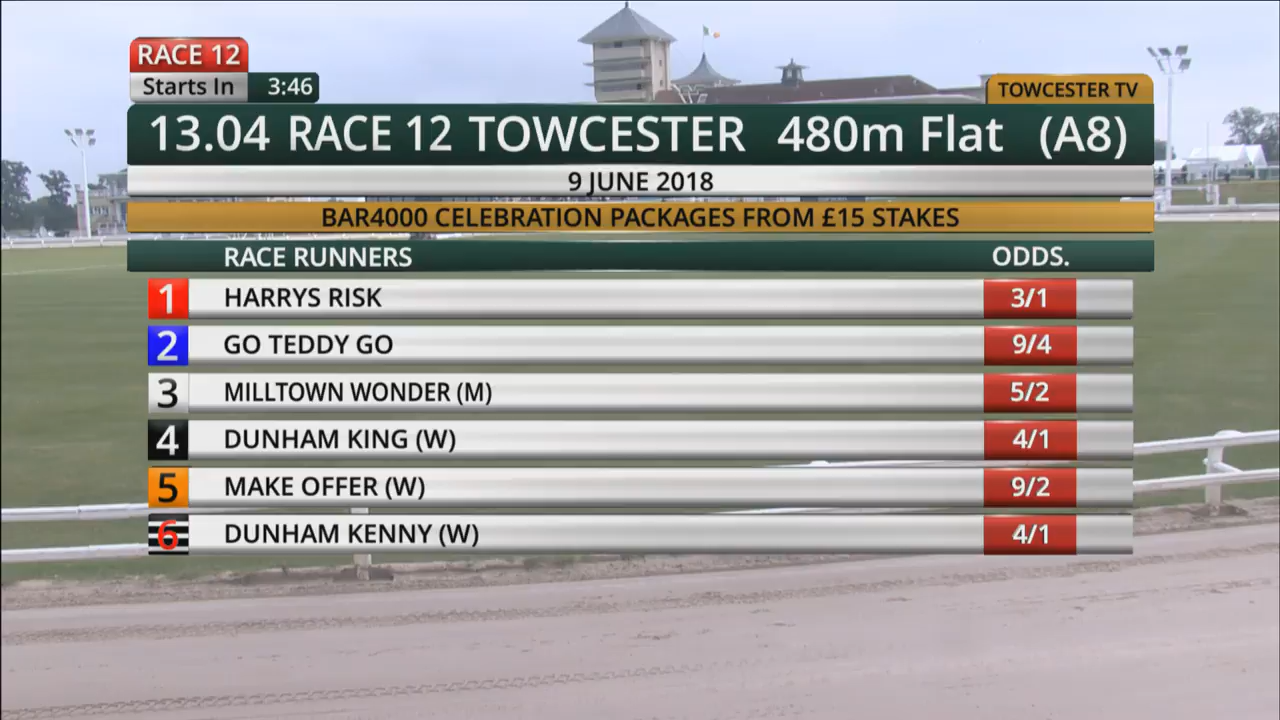 RACE 12
Starts In 3:46
TOWCESTER TV
13.04 RACE 12 TOWCESTER 480m Flat (A8)
9 JUNE 2018
BAR4000 CELEBRATION PACKAGES FROM £15 STAKES
RACE RUNNERS ODDS.
1 HARRYS RISK 3/1
2 GO TEDDY GO 9/4
3 MILLTOWN WONDER (M) 5/2
4 DUNHAM KING (W) 4/1
5 MAKE OFFER (W) 9/2
6 DUNHAM KENNY (W) 4/1